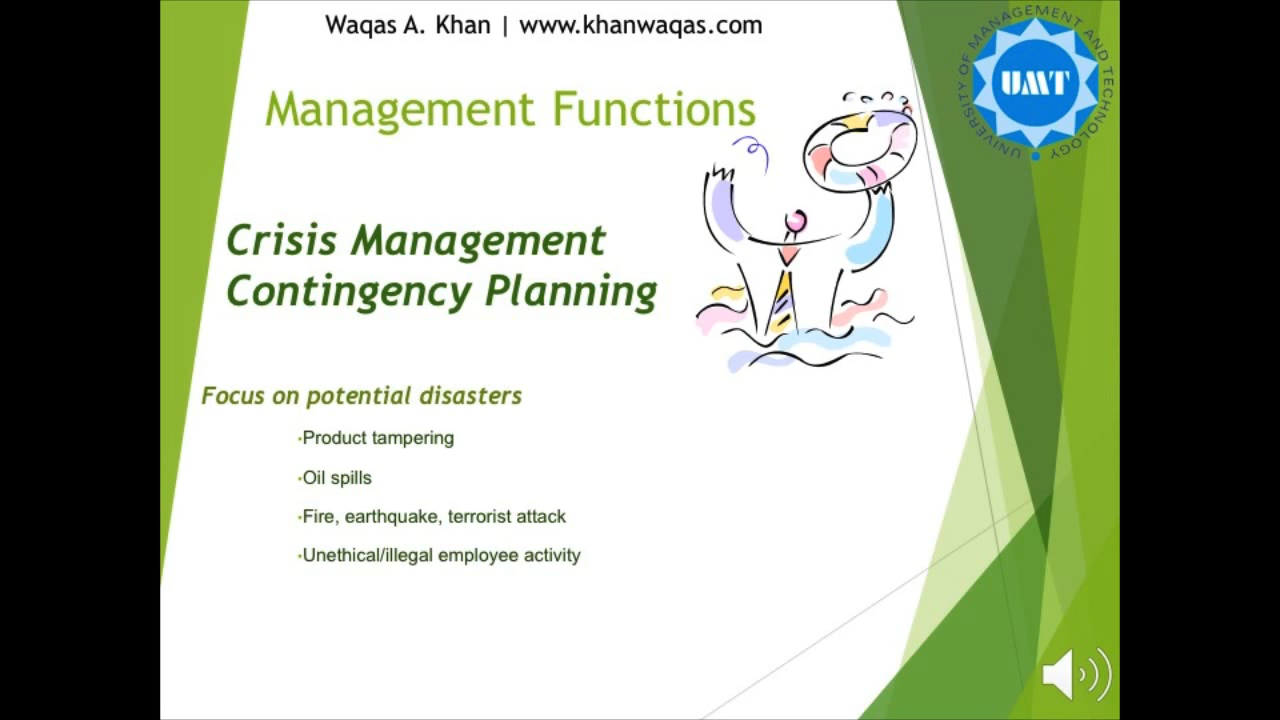 Waqas A. Khan | www.khanwaqas.com
UNIVERSITY OF MANAGEMENT AND TECHNOLOGY
UMT
Management Functions
Crisis Management
Contingency Planning
Focus on potential disasters
•Product tampering
•Oil spills
•Fire, earthquake, terrorist attack
•Unethical/illegal employee activity